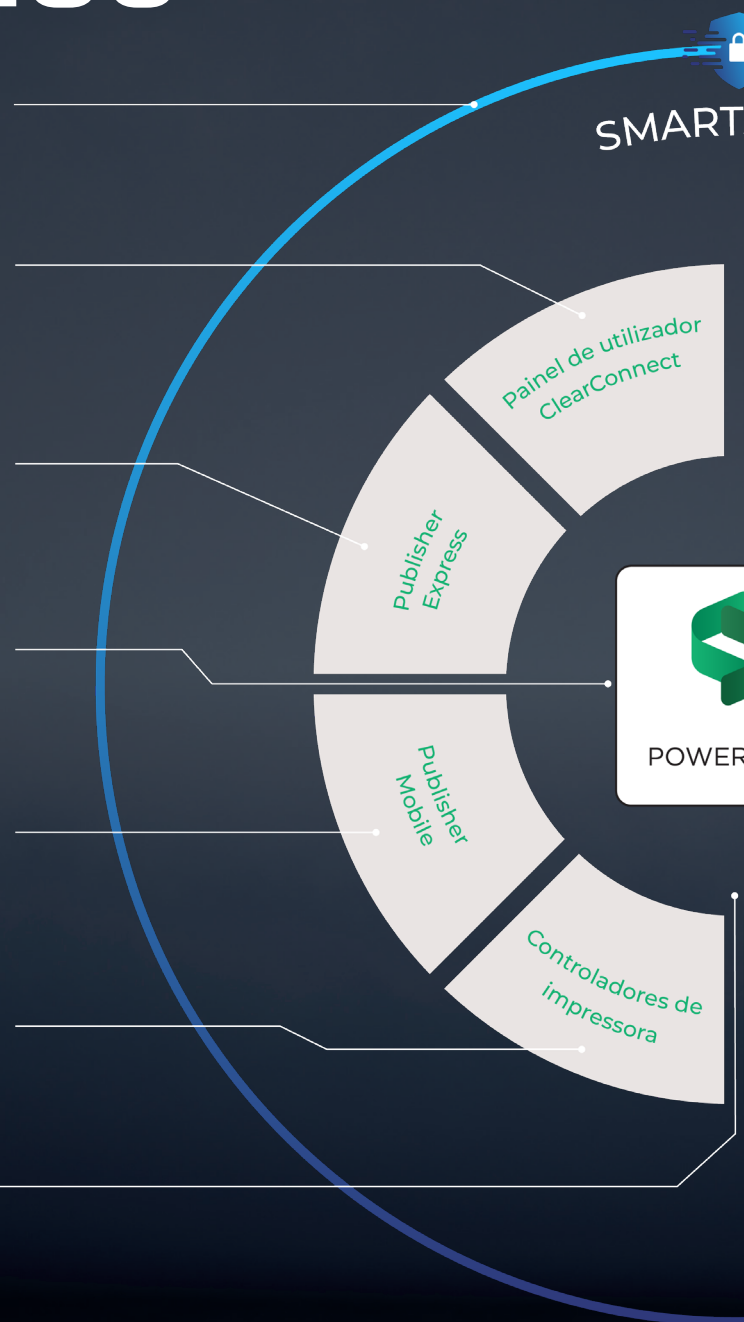 SMART
Painel de utilizador
ClearConnect
Publisher
Express
POWER
Publisher
Mobile
Controladores de
impressora